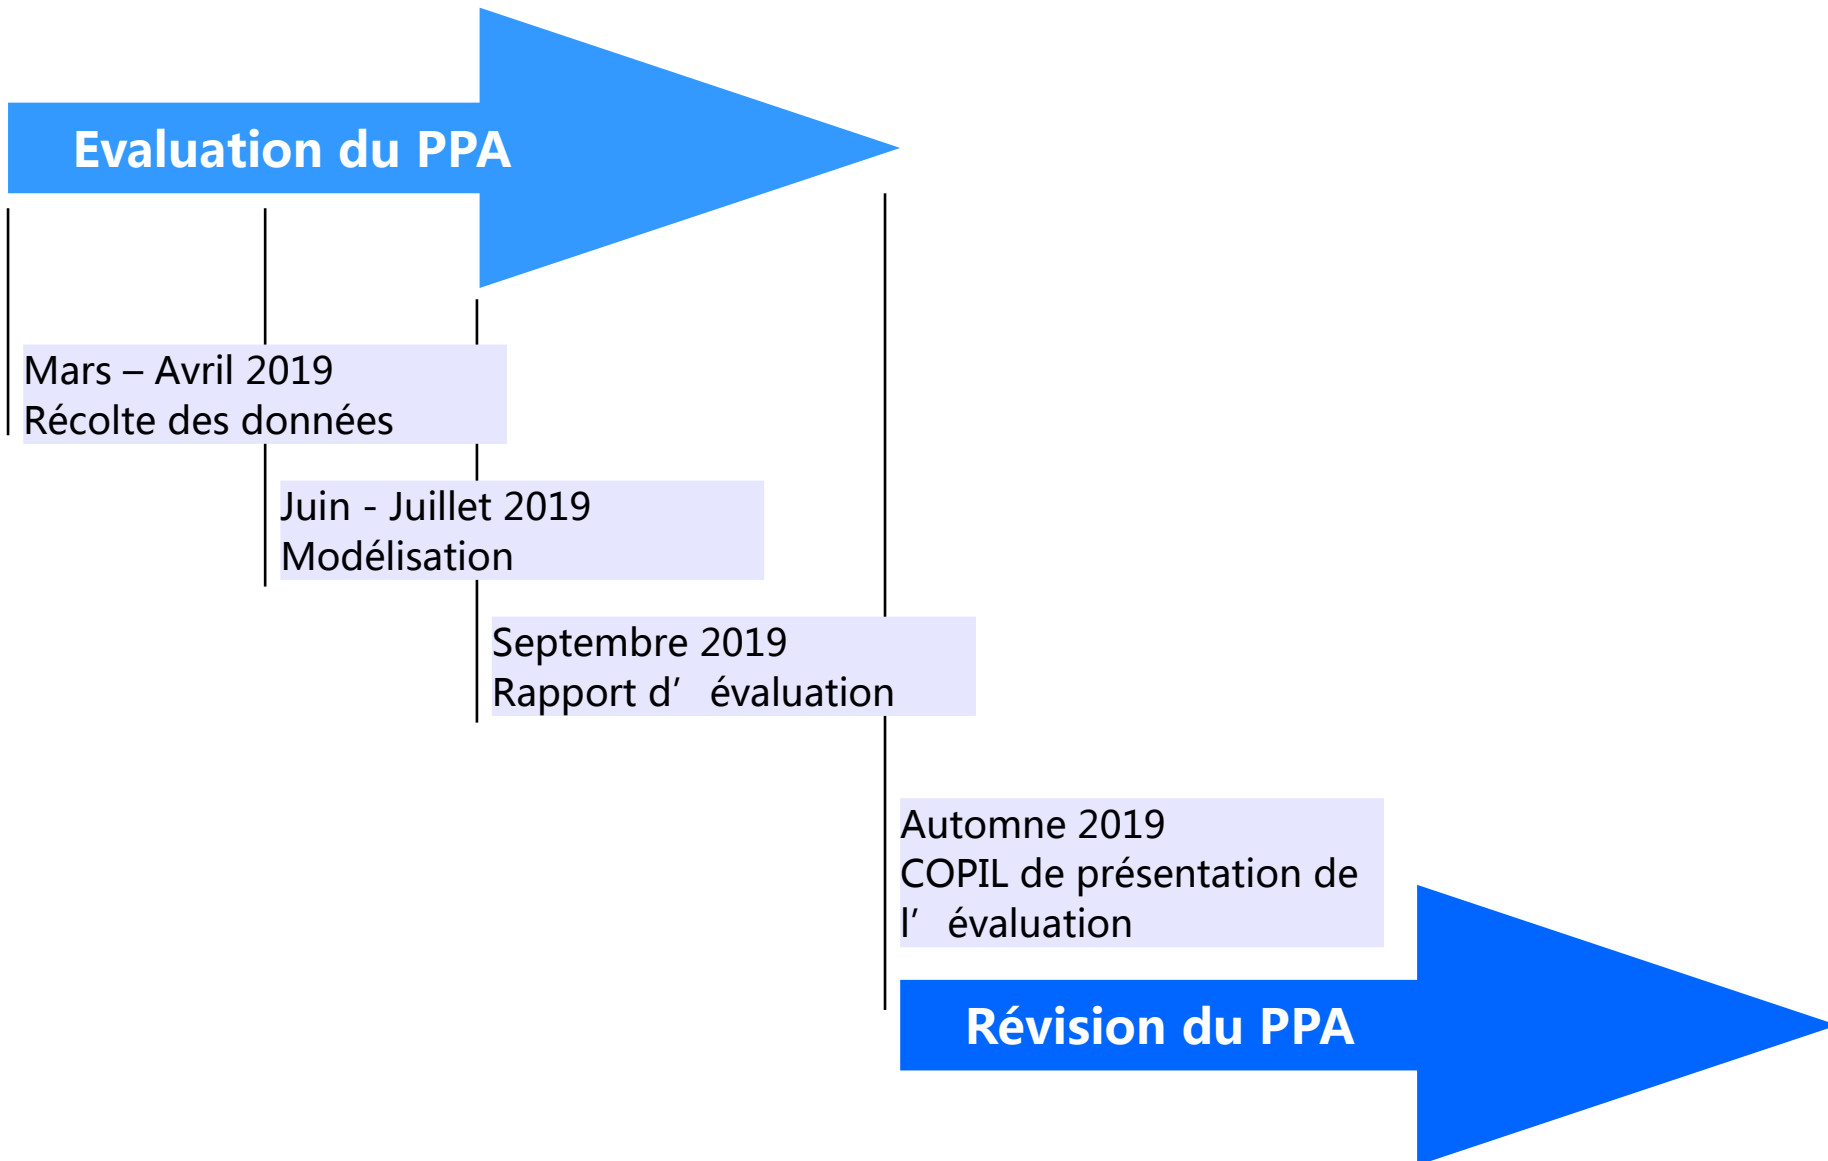 Evaluation du PPA
Mars – Avril 2019
Récolte des données
Juin - Juillet 2019
Modélisation
Septembre 2019
Rapport d’évaluation
Automne 2019
COPIL de présentation de
l’évaluation
Révision du PPA